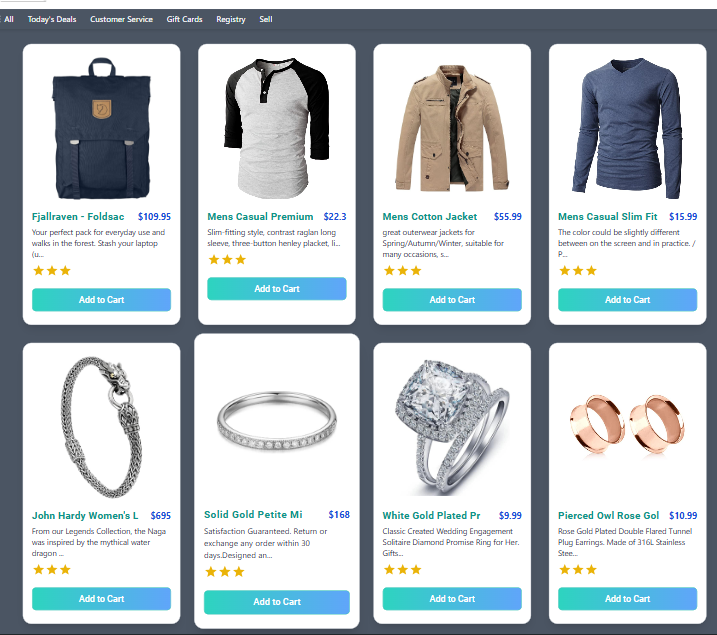 All Today's Deals Customer Service Gift Cards Registry Sell
Fjallraven - Foldsac $109.95
Your perfect pack for everyday use and
walks in the forest. Stash your laptop
(u...
Add to Cart
Mens Casual Premium $22.3
Slim-fitting style, contrast raglan long
sleeve, three-button henley placket, li...
Add to Cart
Mens Cotton Jacket $55.99
great outerwear jackets for
Spring/Autumn/Winter, suitable for
many occasions, s...
Add to Cart
Mens Casual Slim Fit $15.99
The color could be slightly different
between on the screen and in practice. /
P...
Add to Cart
John Hardy Women's L $695
From our Legends Collection, the Naga
was inspired by the mythical water
dragon ...
Add to Cart
Solid Gold Petite Mi $168
Satisfaction Guaranteed. Return or
exchange any order within 30
days.Designed an...
Add to Cart
White Gold Plated Pr $9.99
Classic Created Wedding Engagement
Solitaire Diamond Promise Ring for Her.
Gifts...
Add to Cart
Pierced Owl Rose Gol $10.99
Rose Gold Plated Double Flared Tunnel
Plug Earrings. Made of 316L Stainless
Stee...
Add to Cart